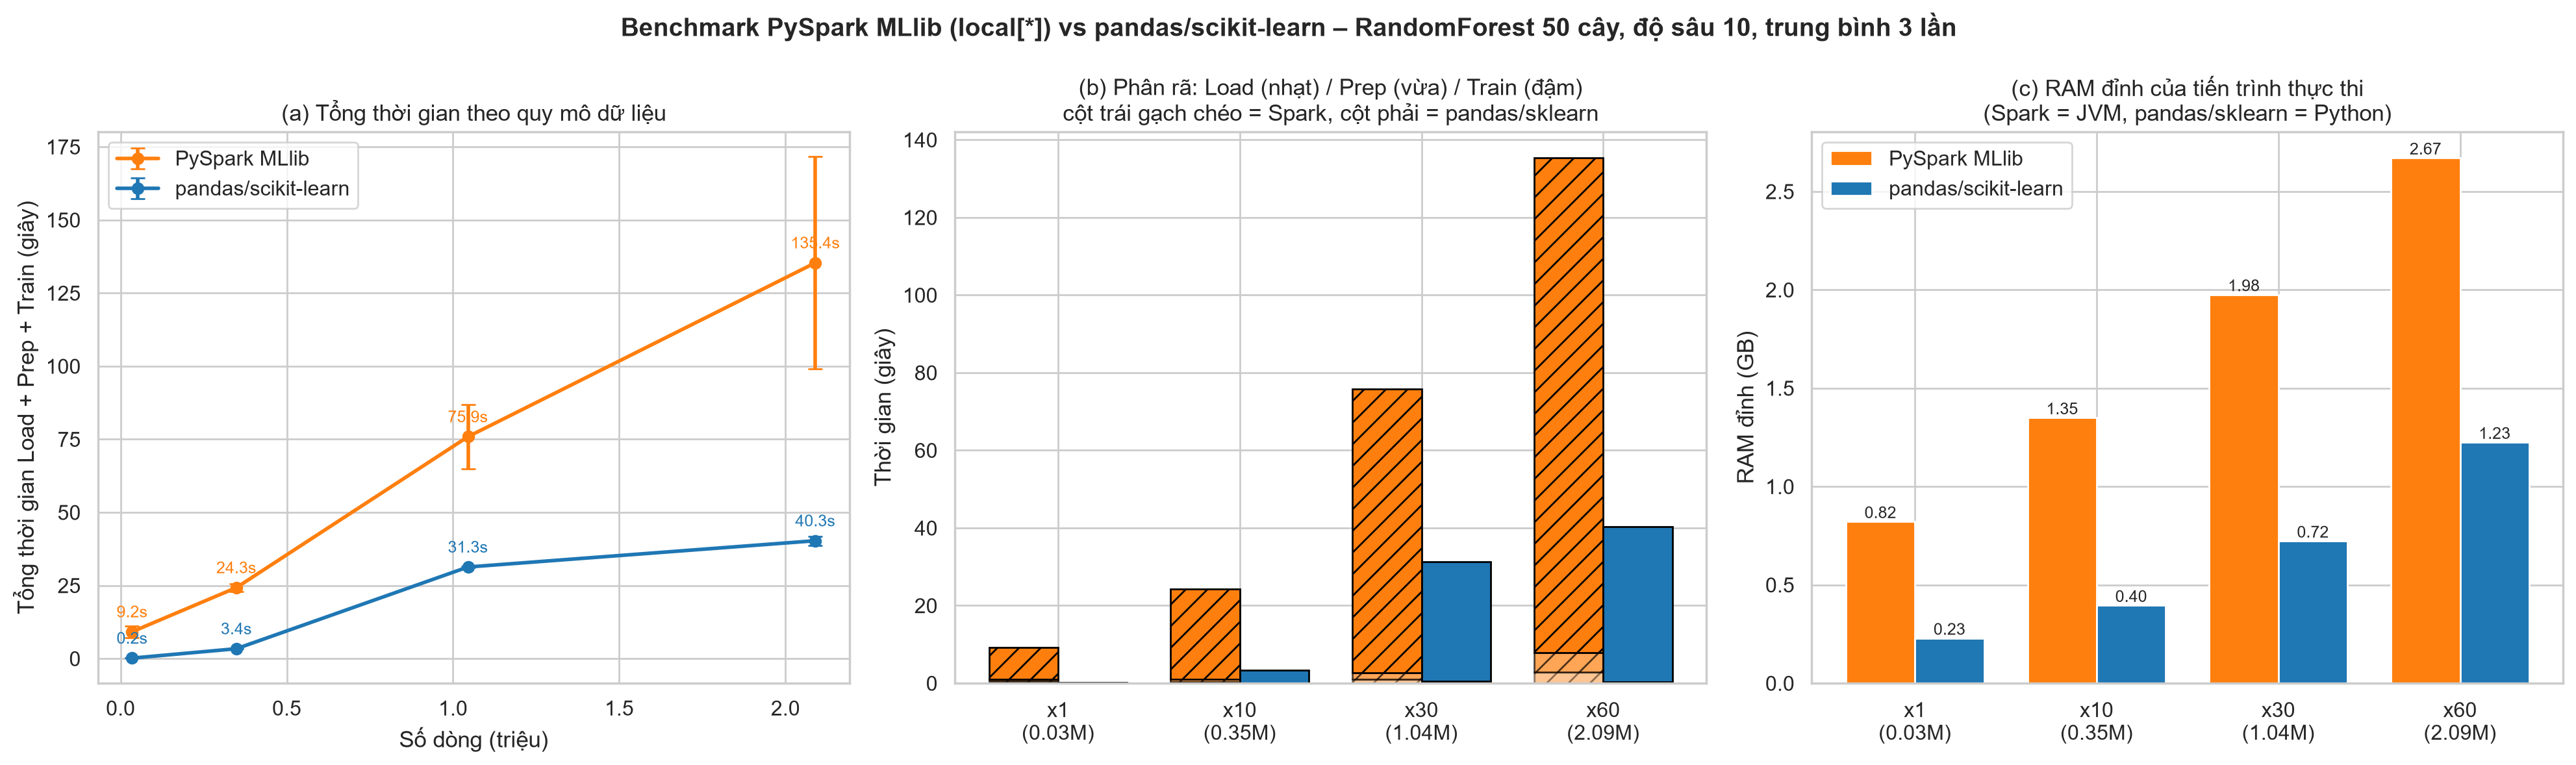 Benchmark PySpark MLlib (local[*]) vs pandas/scikit-learn – RandomForest 50 cây, độ sâu 10, trung bình 3 lần
(a) Tổng thời gian theo quy mô dữ liệu
Tổng thời gian Load + Prep + Train (giây)
175
150
125
100
75
50
25
0
PySpark MLlib
pandas/scikit-learn
9.2s
24.3s
75.9s
135.4s
0.2s
3.4s
31.3s
40.3s
0.0
0.5
1.0
1.5
2.0
Số dòng (triệu)
(b) Phân rã: Load (nhạt) / Prep (vừa) / Train (đậm)
cột trái gạch chéo = Spark, cột phải = pandas/sklearn
Thời gian (giây)
140
120
100
80
60
40
20
0
x1
(0.03M)
x10
(0.35M)
x30
(1.04M)
x60
(2.09M)
(c) RAM đỉnh của tiến trình thực thi
(Spark = JVM, pandas/sklearn = Python)
RAM đỉnh (GB)
2.5
2.0
1.5
1.0
0.5
0.0
PySpark MLlib
pandas/scikit-learn
0.82
0.23
1.35
0.40
1.98
0.72
2.67
1.23
x1
(0.03M)
x10
(0.35M)
x30
(1.04M)
x60
(2.09M)